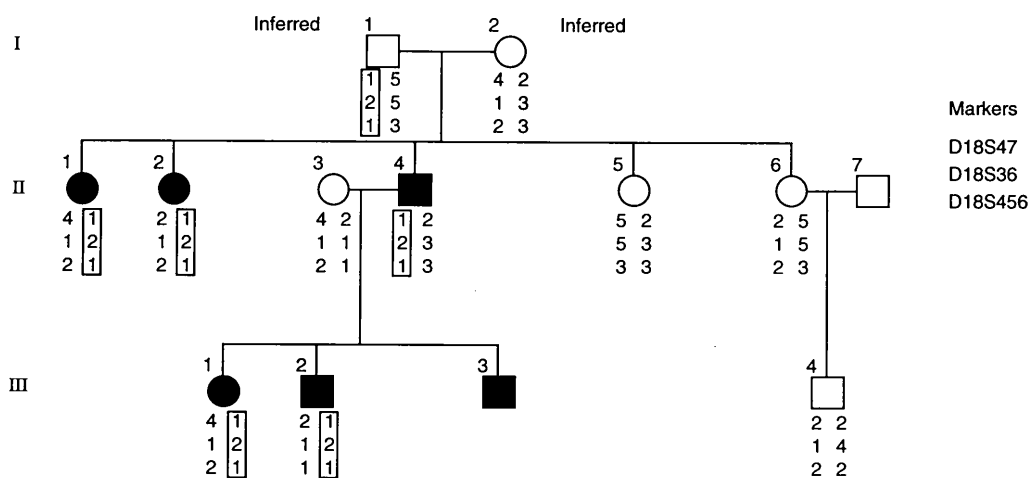 Inferred 1 2 Inferred
I
1 5 4 2
2 5 1 3
1 3 2 3
Markers
D18S47
D18S36
D18S456
II 1 2 3 4 5 6 7
4 1 2 1 4 2 1 2 5 2 2 5
1 2 1 2 1 1 2 3 5 3 1 5
2 1 2 1 2 1 1 3 3 3 2 3
III 1 2 3 4
4 1 2 1 2 2
1 2 1 2 1 4
2 1 1 1 2 2